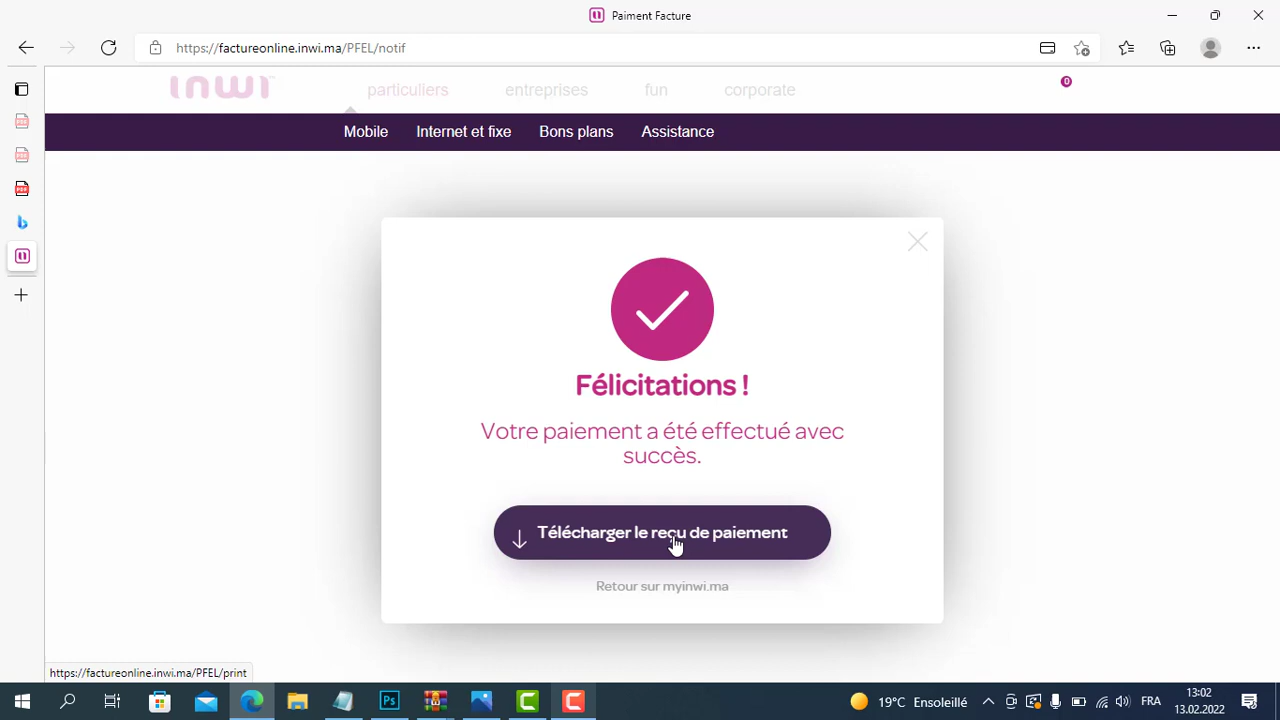 Paiment Facture
https://factureonline.inwi.ma/PFEL/notif
inwi
particuliers entreprises fun corporate
0
Mobile Internet et fixe Bons plans Assistance
Félicitations !
Votre paiement a été effectué avec
succès.
Télécharger le reçu de paiement
Retour sur myinwi.ma
https://factureonline.inwi.ma/PFEL/print
Ps
19°C Ensoleillé
FRA
13:02
13.02.2022